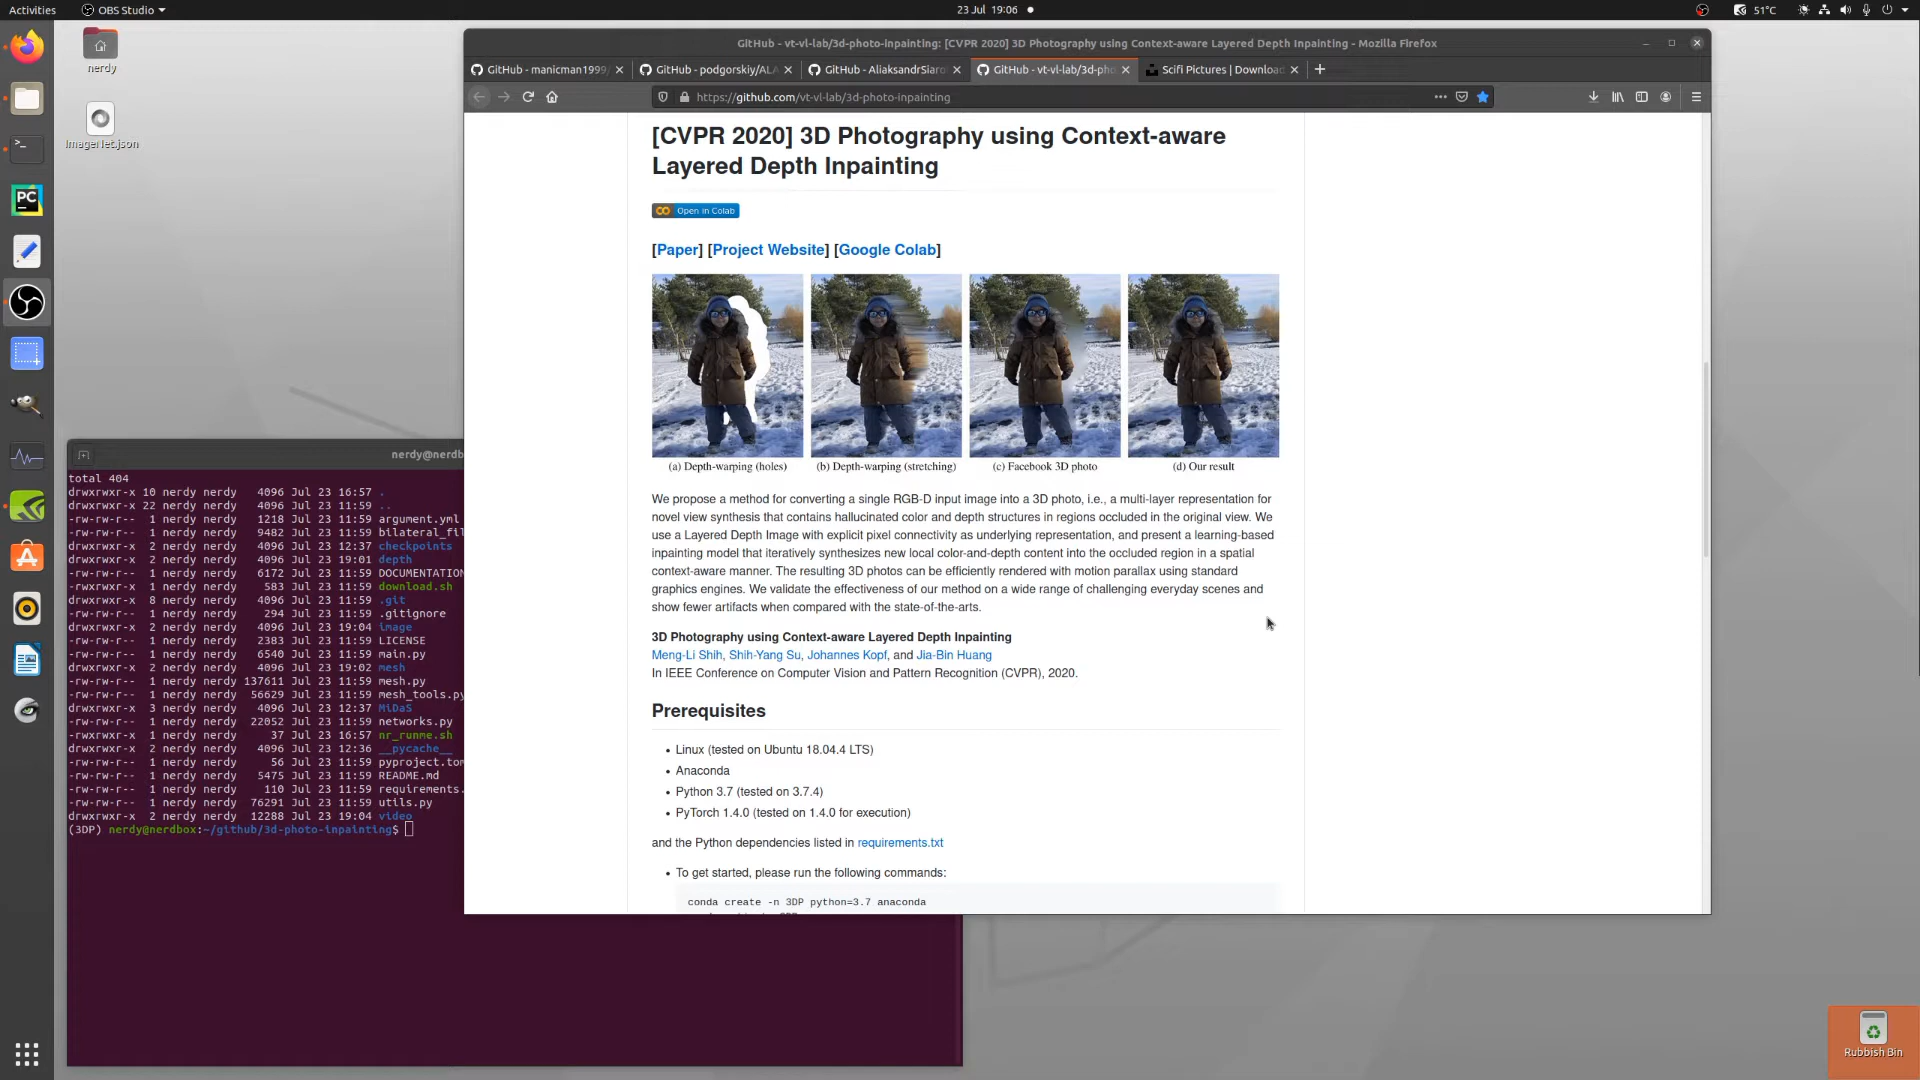 Activities
OBS Studio
23 Jul 19:06
51°C
nerdy
ImageNet.json
GitHub - vt-vl-lab/3d-photo-inpainting: [CVPR 2020] 3D Photography using Context-aware Layered Depth Inpainting - Mozilla Firefox
GitHub - manicman1999
GitHub - podgorskiy/ALA
GitHub - AliaksandrSiaro
GitHub - vt-vl-lab/3d-pho
Scifi Pictures | Download
https://github.com/vt-vl-lab/3d-photo-inpainting
[CVPR 2020] 3D Photography using Context-aware
Layered Depth Inpainting
Open in Colab
[Paper] [Project Website] [Google Colab]
(a) Depth-warping (holes)
(b) Depth-warping (stretching)
(c) Facebook 3D photo
(d) Our result
We propose a method for converting a single RGB-D input image into a 3D photo, i.e., a multi-layer representation for
novel view synthesis that contains hallucinated color and depth structures in regions occluded in the original view. We
use a Layered Depth Image with explicit pixel connectivity as underlying representation, and present a learning-based
inpainting model that iteratively synthesizes new local color-and-depth content into the occluded region in a spatial
context-aware manner. The resulting 3D photos can be efficiently rendered with motion parallax using standard
graphics engines. We validate the effectiveness of our method on a wide range of challenging everyday scenes and
show fewer artifacts when compared with the state-of-the-arts.
3D Photography using Context-aware Layered Depth Inpainting
Meng-Li Shih, Shih-Yang Su, Johannes Kopf, and Jia-Bin Huang
In IEEE Conference on Computer Vision and Pattern Recognition (CVPR), 2020.
Prerequisites
• Linux (tested on Ubuntu 18.04.4 LTS)
• Anaconda
• Python 3.7 (tested on 3.7.4)
• PyTorch 1.4.0 (tested on 1.4.0 for execution)
and the Python dependencies listed in requirements.txt
• To get started, please run the following commands:
conda create -n 3DP python=3.7 anaconda
nerdy@nerdb
total 404
drwxrwxr-x 10 nerdy nerdy 4096 Jul 23 16:57 .
drwxrwxr-x 22 nerdy nerdy 4096 Jul 23 11:59 ..
-rw-rw-r-- 1 nerdy nerdy 1218 Jul 23 11:59 argument.yml
-rw-rw-r-- 1 nerdy nerdy 9482 Jul 23 11:59 bilateral_fil
drwxrwxr-x 2 nerdy nerdy 4096 Jul 23 12:37 checkpoints
drwxrwxr-x 2 nerdy nerdy 4096 Jul 23 19:01 depth
-rw-rw-r-- 1 nerdy nerdy 6172 Jul 23 11:59 DOCUMENTATION
-rwxrwxr-x 1 nerdy nerdy 583 Jul 23 11:59 download.sh
drwxrwxr-x 8 nerdy nerdy 4096 Jul 23 11:59 .git
-rw-rw-r-- 1 nerdy nerdy 294 Jul 23 11:59 .gitignore
drwxrwxr-x 2 nerdy nerdy 4096 Jul 23 19:04 image
-rw-rw-r-- 1 nerdy nerdy 2383 Jul 23 11:59 LICENSE
-rw-rw-r-- 1 nerdy nerdy 6540 Jul 23 11:59 main.py
drwxrwxr-x 2 nerdy nerdy 4096 Jul 23 19:02 mesh
-rw-rw-r-- 1 nerdy nerdy 137611 Jul 23 11:59 mesh.py
-rw-rw-r-- 1 nerdy nerdy 56629 Jul 23 11:59 mesh_tools.py
drwxrwxr-x 3 nerdy nerdy 4096 Jul 23 12:37 MiDaS
-rw-rw-r-- 1 nerdy nerdy 22052 Jul 23 11:59 networks.py
-rwxrwxr-x 1 nerdy nerdy 37 Jul 23 16:57 nr_runme.sh
drwxrwxr-x 2 nerdy nerdy 4096 Jul 23 12:36 __pycache__
-rw-rw-r-- 1 nerdy nerdy 56 Jul 23 11:59 pyproject.tom
-rw-rw-r-- 1 nerdy nerdy 5475 Jul 23 11:59 README.md
-rw-rw-r-- 1 nerdy nerdy 110 Jul 23 11:59 requirements.
-rw-rw-r-- 1 nerdy nerdy 76291 Jul 23 11:59 utils.py
drwxrwxr-x 2 nerdy nerdy 12288 Jul 23 19:04 video
(3DP) nerdy@nerdbox:~/github/3d-photo-inpainting$
Rubbish Bin